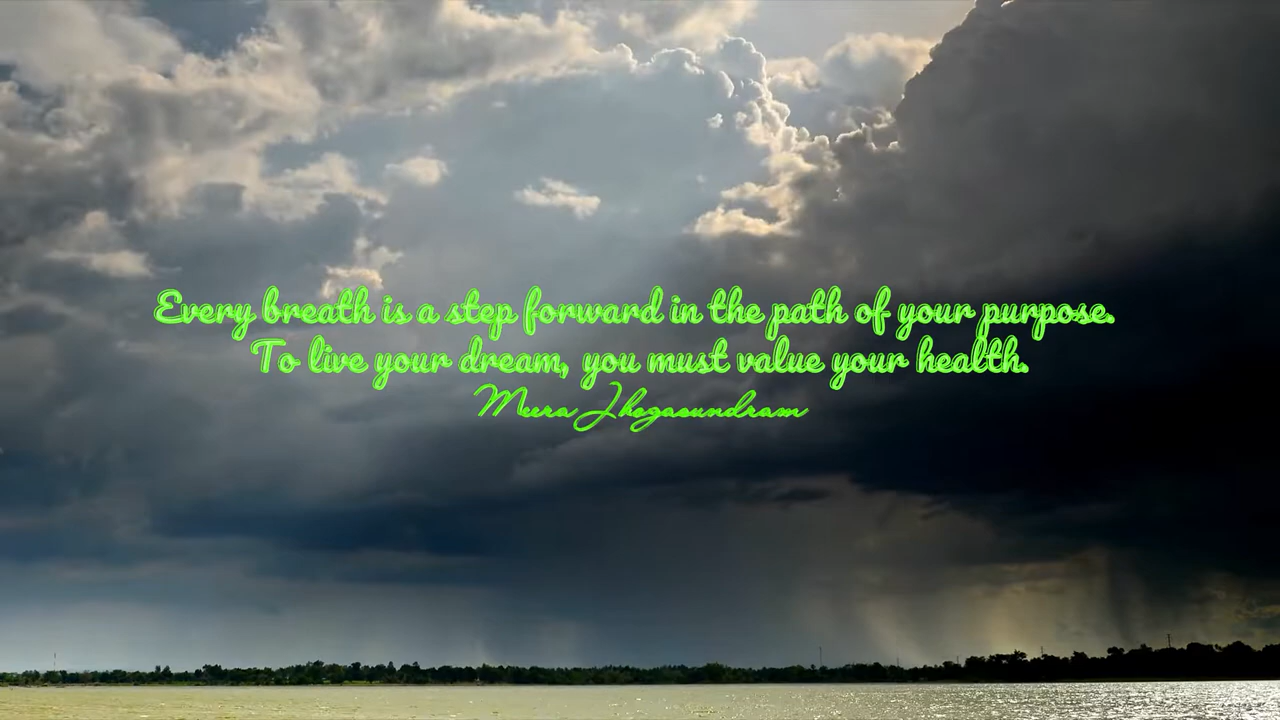 Every breath is a step forward in the path of your purpose.
To live your dream, you must value your health.
Meera Jhogasundram